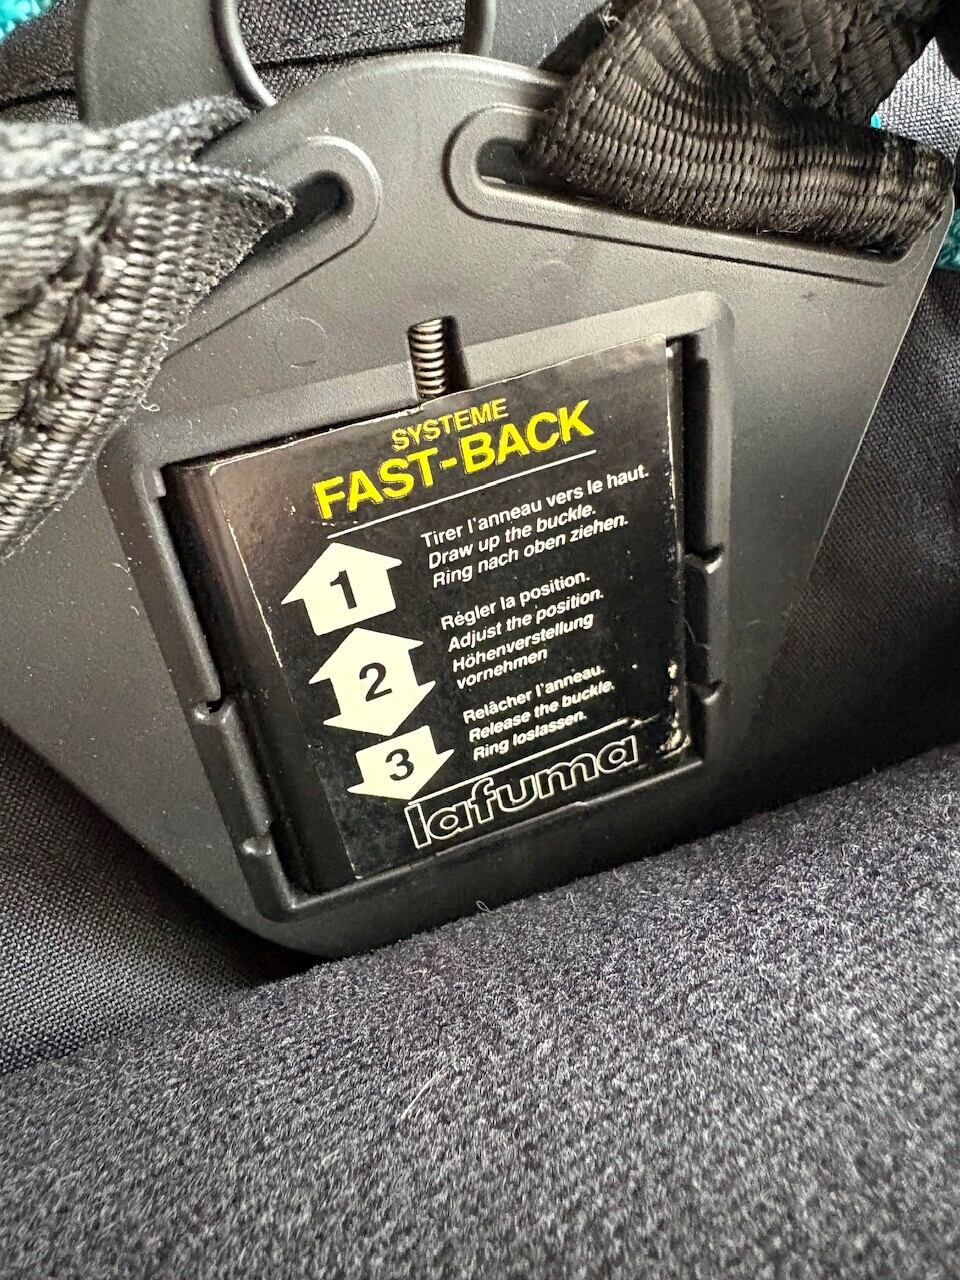 SYSTEME
FAST-BACK
1
Tirer l'anneau vers le haut.
Draw up the buckle.
Ring nach oben ziehen.
2
Régler la position.
Adjust the position.
Höhenverstellung
vornehmen
3
Relâcher l'anneau.
Release the buckle.
Ring loslassen.
lafuma